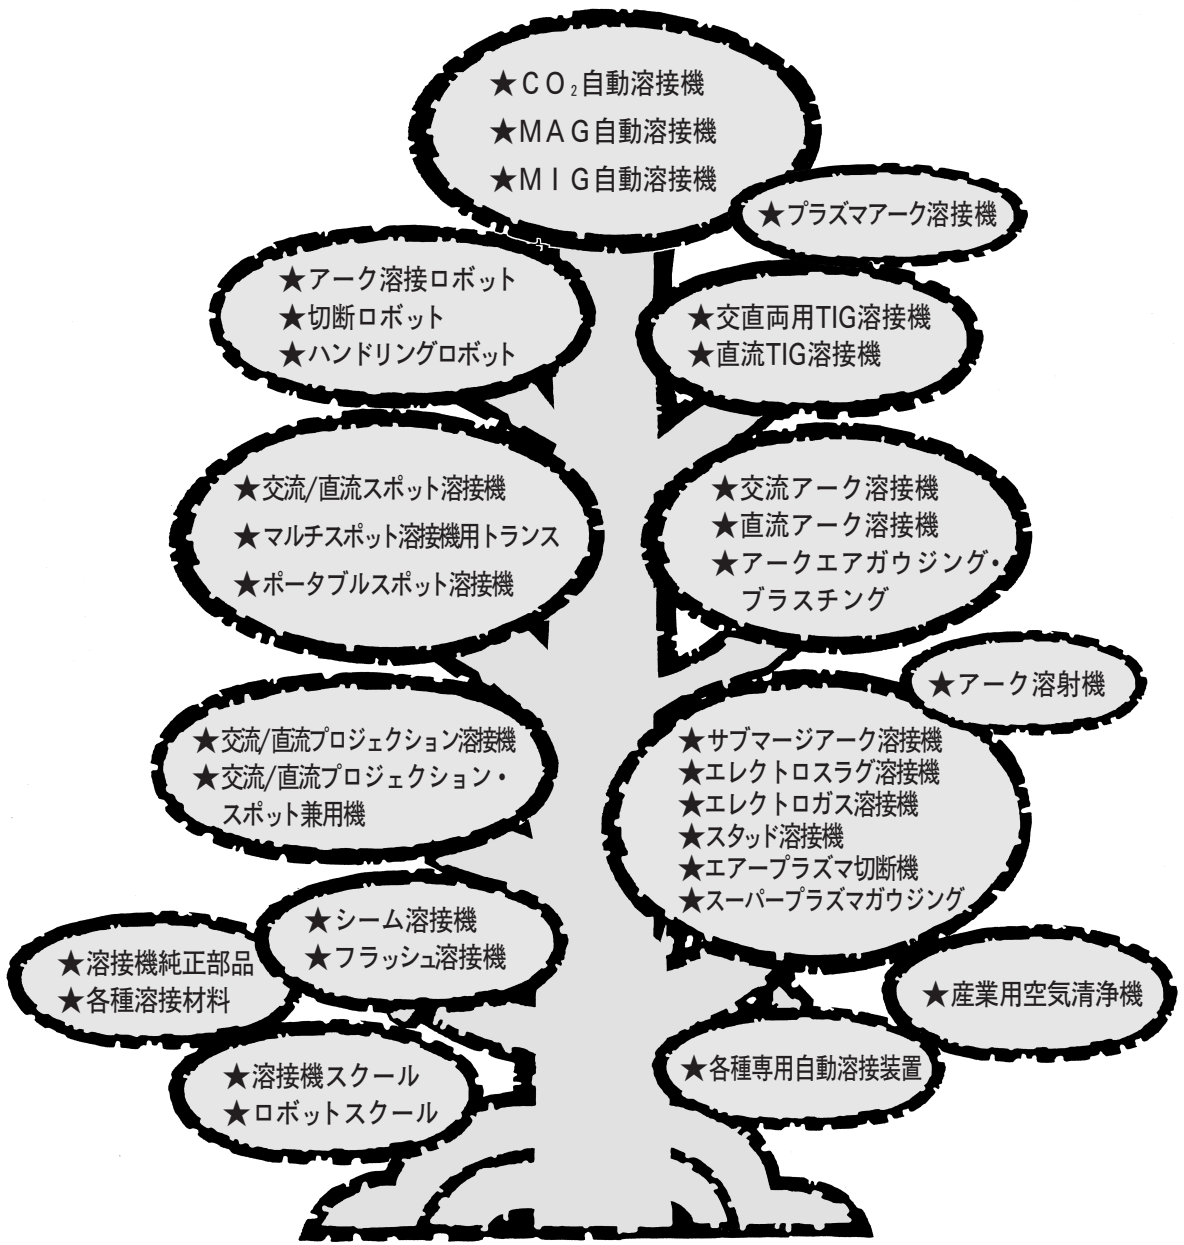 ★CO₂自動溶接機
★MAG自動溶接機
★MIG自動溶接機
★プラズマアーク溶接機
★アーク溶接ロボット
★切断ロボット
★ハンドリングロボット
★交直両用TIG溶接機
★直流TIG溶接機
★交流/直流スポット溶接機
★マルチスポット溶接機用トランス
★ポータブルスポット溶接機
★交流アーク溶接機
★直流アーク溶接機
★アークエアガウジング・
ブラスチング
★アーク溶射機
★交流/直流プロジェクション溶接機
★交流/直流プロジェクション・
スポット兼用機
★サブマージアーク溶接機
★エレクトロスラグ溶接機
★エレクトロガス溶接機
★スタッド溶接機
★エアープラズマ切断機
★スーパープラズマガウジング
★シーム溶接機
★フラッシュ溶接機
★溶接機純正部品
★各種溶接材料
★産業用空気清浄機
★溶接機スクール
★ロボットスクール
★各種専用自動溶接装置